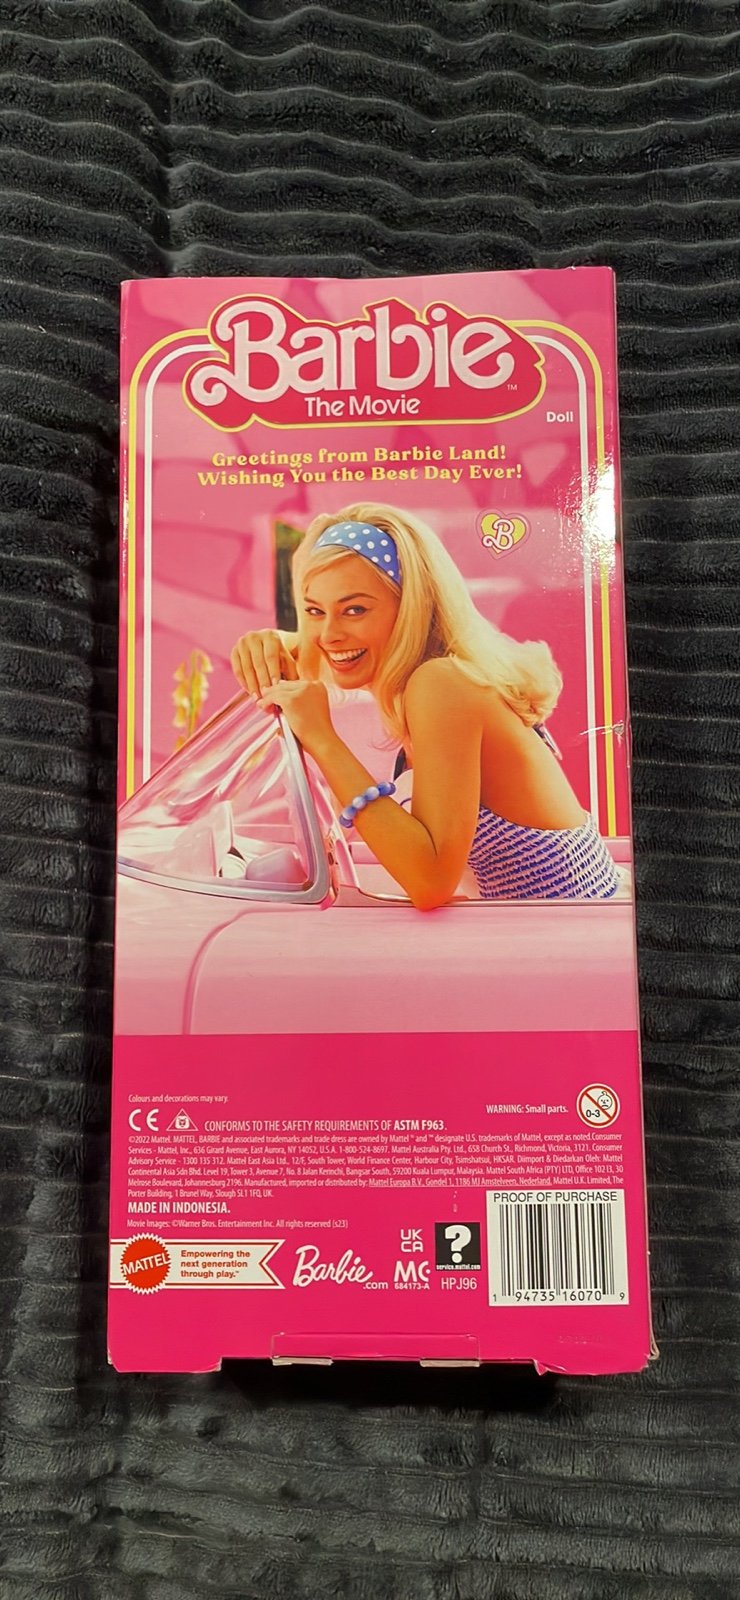 Barbie™
The Movie
Doll
Greetings from Barbie Land!
Wishing You the Best Day Ever!
B
Colours and decorations may vary.
WARNING: Small parts.
0-3
CE
CONFORMS TO THE SAFETY REQUIREMENTS OF ASTM F963.
©2022 Mattel. MATTEL, BARBIE and associated trademarks and trade dress are owned by Mattel ™ and ™ designate U.S. trademarks of Mattel, except as noted. Consumer
Services - Mattel, Inc., 636 Girard Avenue, East Aurora, NY 14052, U.S.A. 1-800-524-8697. Mattel Australia Pty. Ltd., 658 Church St., Richmond, Victoria, 3121. Consumer
Advisory Service - 1300 135 312. Mattel East Asia Ltd., 12/F, South Tower, World Finance Center, Harbour City, Tsimshatsui, HKSAR. Diimport & Diedarkan Oleh: Mattel
Continental Asia Sdn Bhd. Level 19, Tower 3, Avenue 7, No. 8 Jalan Kerinchi, Bangsar South, 59200 Kuala Lumpur, Malaysia. Mattel South Africa (PTY) LTD, Office 102 I3, 30
Melrose Boulevard, Johannesburg 2196. Manufactured, imported or distributed by: Mattel Europa B.V., Gondel 1, 1186 MJ Amstelveen, Nederland. Mattel U.K. Limited, The
Porter Building, 1 Brunel Way, Slough SL1 1FQ, UK.
MADE IN INDONESIA.
Movie Images: ©Warner Bros. Entertainment Inc. All rights reserved (s23)
PROOF OF PURCHASE
MATTEL
Empowering the
next generation
through play.™
Barbie.com
UK
CA
MC
684173-A
?
service.mattel.com
HPJ96
1 94735 16070 9